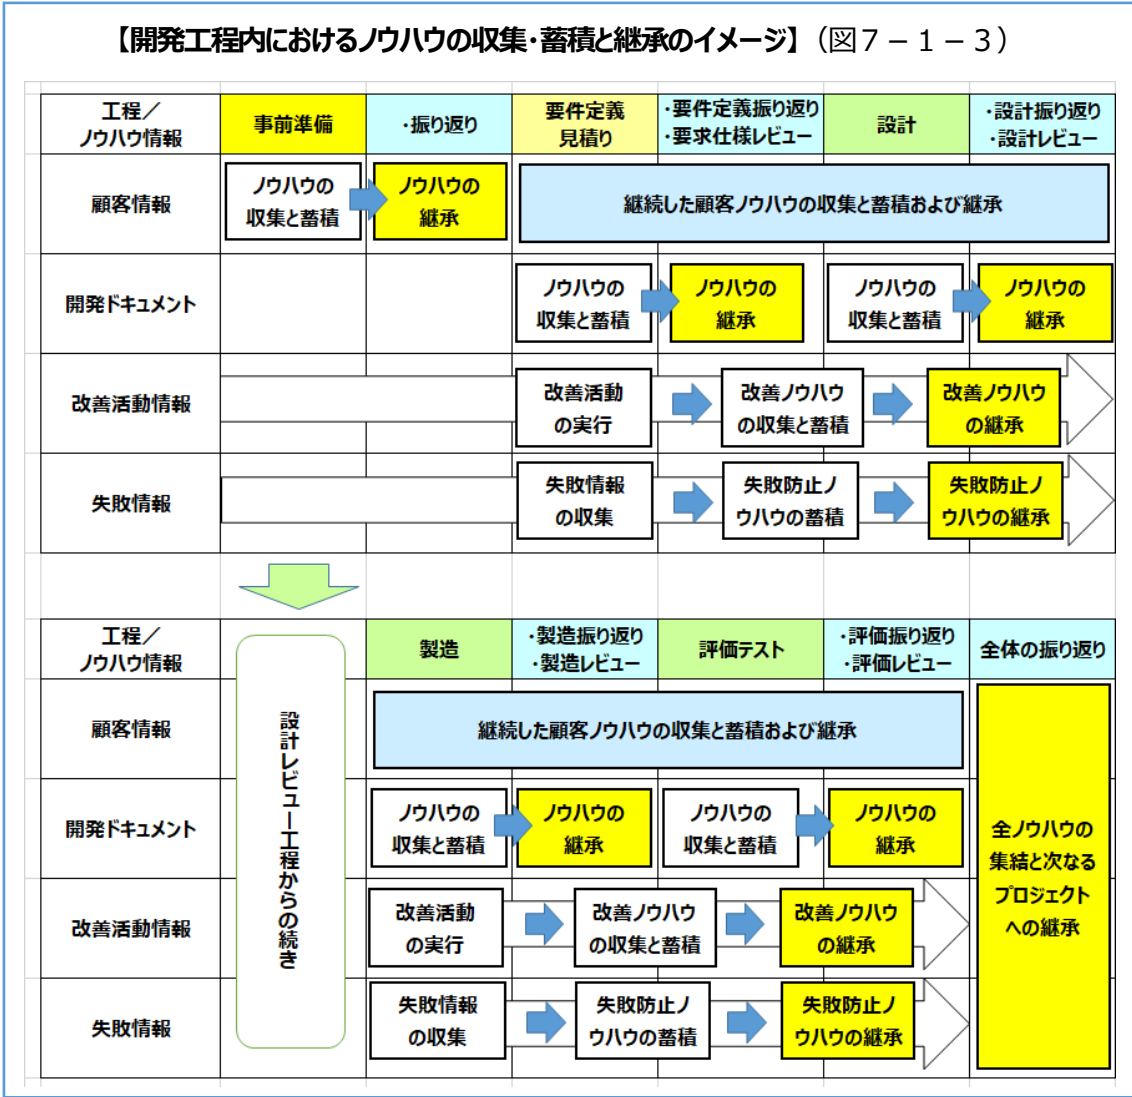 【開発工程内におけるノウハウの収集・蓄積と継承のイメージ】（図７－１－３）
工程／
ノウハウ情報
事前準備
・振り返り
要件定義
見積り
・要件定義振り返り
・要求仕様レビュー
設計
・設計振り返り
・設計レビュー
顧客情報
ノウハウの
収集と蓄積
ノウハウの
継承
継続した顧客ノウハウの収集と蓄積および継承
開発ドキュメント
ノウハウの
収集と蓄積
ノウハウの
継承
ノウハウの
収集と蓄積
ノウハウの
継承
改善活動情報
改善活動
の実行
改善ノウハウ
の収集と蓄積
改善ノウハウ
の継承
失敗情報
失敗情報
の収集
失敗防止ノ
ウハウの蓄積
失敗防止ノ
ウハウの継承
工程／
ノウハウ情報
設計レビュー工程からの続き
製造
・製造振り返り
・製造レビュー
評価テスト
・評価振り返り
・評価レビュー
全体の振り返り
顧客情報
継続した顧客ノウハウの収集と蓄積および継承
開発ドキュメント
ノウハウの
収集と蓄積
ノウハウの
継承
ノウハウの
収集と蓄積
ノウハウの
継承
全ノウハウの
集結と次なる
プロジェクト
への継承
改善活動情報
改善活動
の実行
改善ノウハウ
の収集と蓄積
改善ノウハウ
の継承
失敗情報
失敗情報
の収集
失敗防止ノ
ウハウの蓄積
失敗防止ノ
ウハウの継承